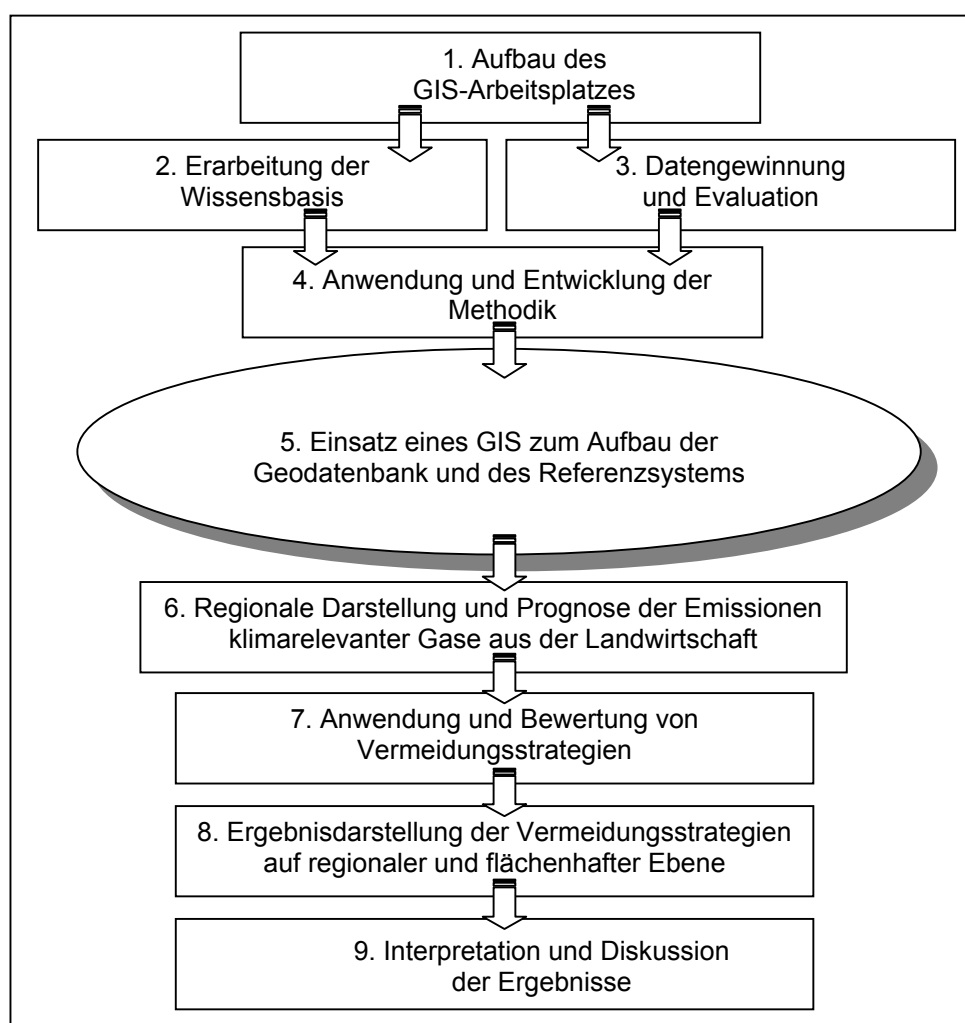 1. Aufbau des
GIS-Arbeitsplatzes
2. Erarbeitung der
Wissensbasis
3. Datengewinnung
und Evaluation
4. Anwendung und Entwicklung der
Methodik
5. Einsatz eines GIS zum Aufbau der
Geodatenbank und des Referenzsystems
6. Regionale Darstellung und Prognose der Emissionen
klimarelevanter Gase aus der Landwirtschaft
7. Anwendung und Bewertung von
Vermeidungsstrategien
8. Ergebnisdarstellung der Vermeidungsstrategien
auf regionaler und flächenhafter Ebene
9. Interpretation und Diskussion
der Ergebnisse